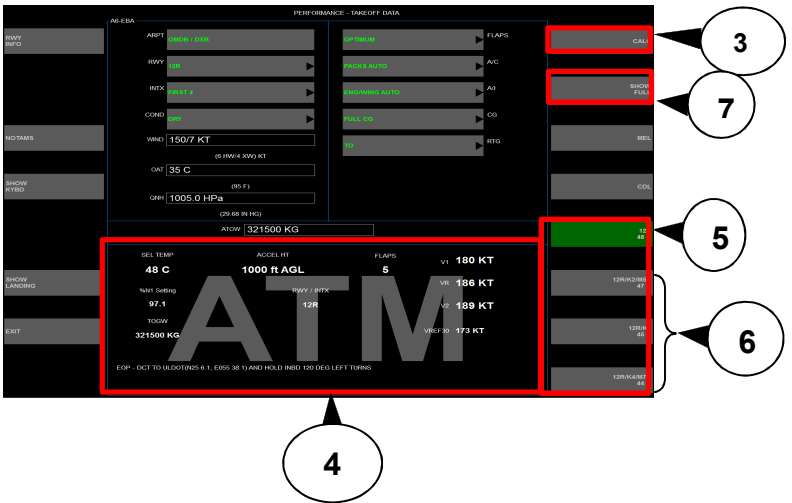 PERFORMANCE - TAKEOFF DATA
A6-EBA
RWY
INFO
NOTAMS
SHOW
KYBD
SHOW
LANDING
EXIT
ARPT OMDB / DXB
RWY 12R
INTX FIRST 4
COND DRY
WIND 150/7 KT
(6 HW/4 XW) KT
OAT 35 C
(95 F)
QNH 1005.0 HPa
(29.68 IN HG)
OPTIMUM FLAPS
PACKS AUTO A/C
ENG/WING AUTO A/I
FULL CG CG
TO RTG
ATOW 321500 KG
SEL TEMP
48 C
ACCEL HT
1000 ft AGL
FLAPS
5
%N1 Setting
97.1
RWY / INTX
12R
TOGW
321500 KG
V1 180 KT
VR 186 KT
V2 189 KT
VREF30 173 KT
ATM
EOP - DCT TO ULDOT(N25 6.1, E055 38.1) AND HOLD INBD 120 DEG LEFT TURNS
SHOW
MEL
CDL
48
12R/K2/M8
47
12R/K
45
12R/K4/M7
44
3
7
5
6
4